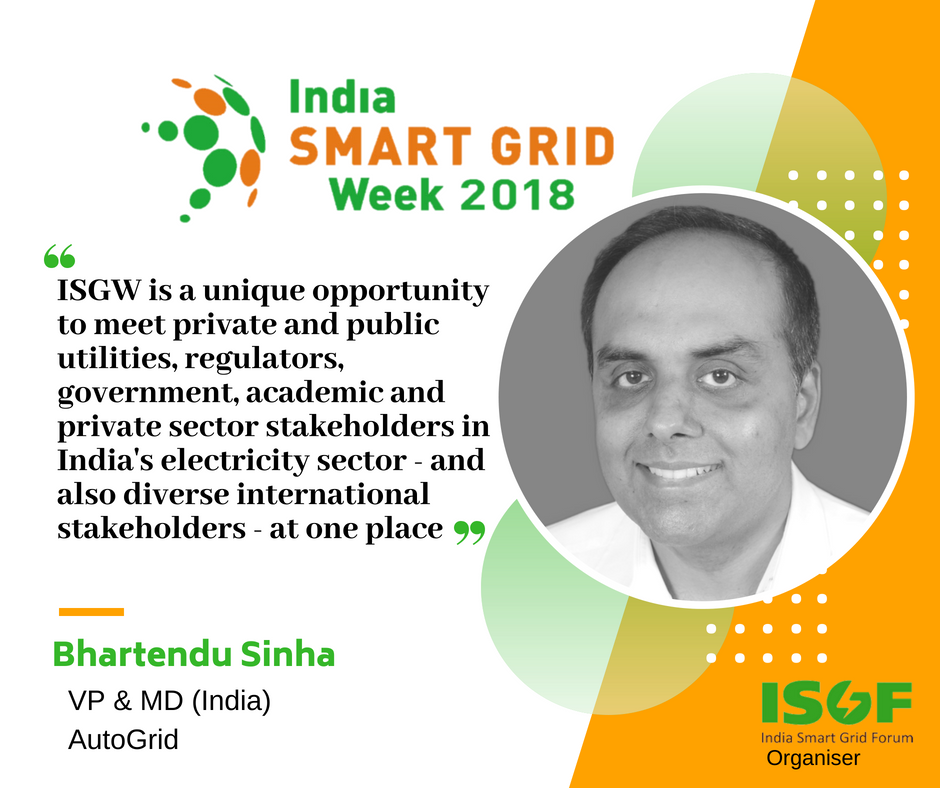 India
SMART GRID
Week 2018
“
ISGW is a unique opportunity
to meet private and public
utilities, regulators,
government, academic and
private sector stakeholders in
India's electricity sector - and
also diverse international
stakeholders - at one place ”
Bhartendu Sinha
VP & MD (India)
AutoGrid
ISGF
India Smart Grid Forum
Organiser